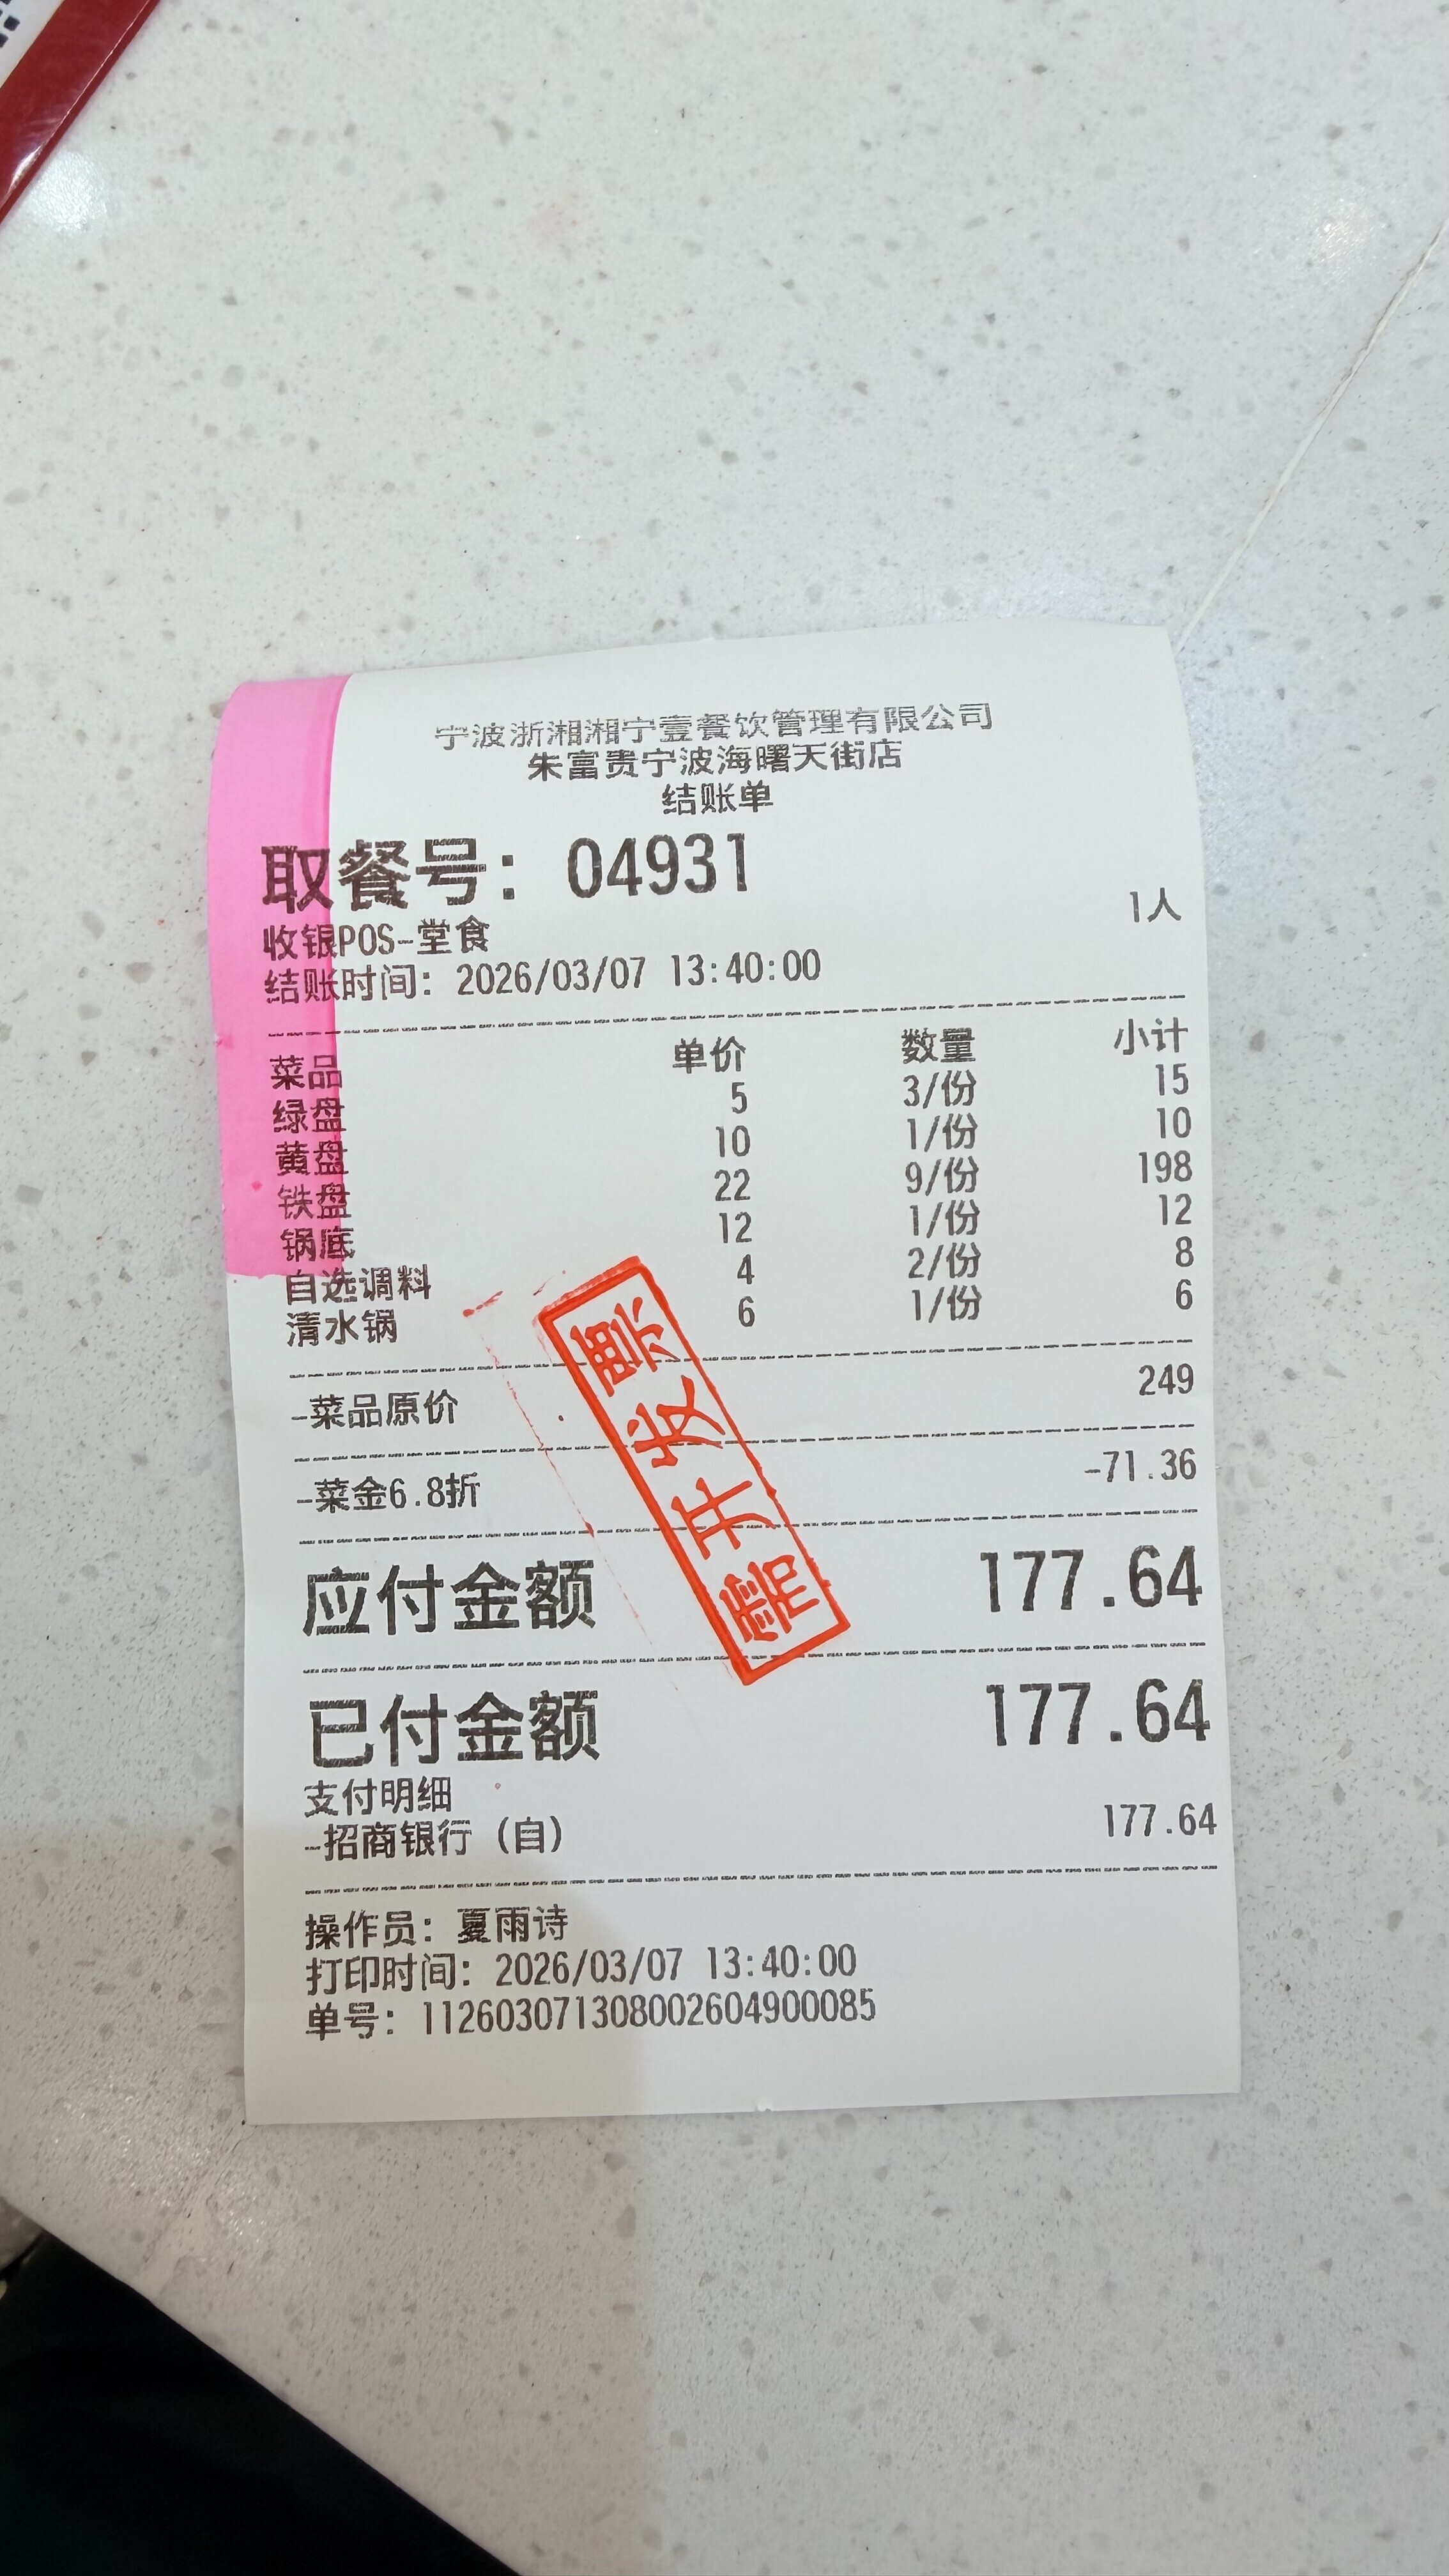 宁波浙湘湘宁壹餐饮管理有限公司
朱富贵宁波海曙天街店
结账单
取餐号：04931
收银POS-堂食 1人
结账时间：2026/03/07 13:40:00
菜品 单价 数量 小计
绿盘 5 3/份 15
黄盘 10 1/份 10
铁盘 22 9/份 198
锅底 12 1/份 12
自选调料 4 2/份 8
清水锅 6 1/份 6
-菜品原价 249
-菜金6.8折 -71.36
应付金额 177.64
已付金额 177.64
支付明细
-招商银行（自） 177.64
操作员：夏雨诗
打印时间：2026/03/07 13:40:00
单号：112603071308002604900085
需开发票